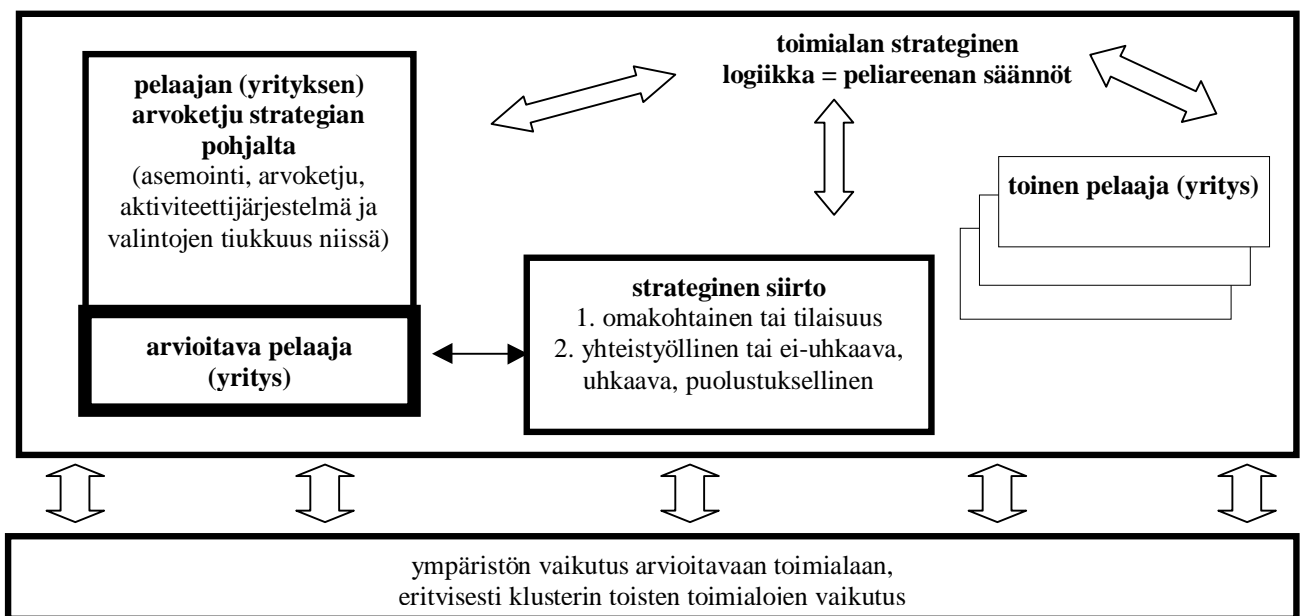 toimialan strateginen
logiikka = peliareenan säännöt
pelaajan (yrityksen)
arvoketju strategian
pohjalta
(asemointi, arvoketju,
aktiviteettijärjestelmä ja
valintojen tiukkuus niissä)
toinen pelaaja (yritys)
arvioitava pelaaja
(yritys)
strateginen siirto
1. omakohtainen tai tilaisuus
2. yhteistyöllinen tai ei-uhkaava,
uhkaava, puolustuksellinen
ympäristön vaikutus arvioitavaan toimialaan,
eritvisesti klusterin toisten toimialojen vaikutus